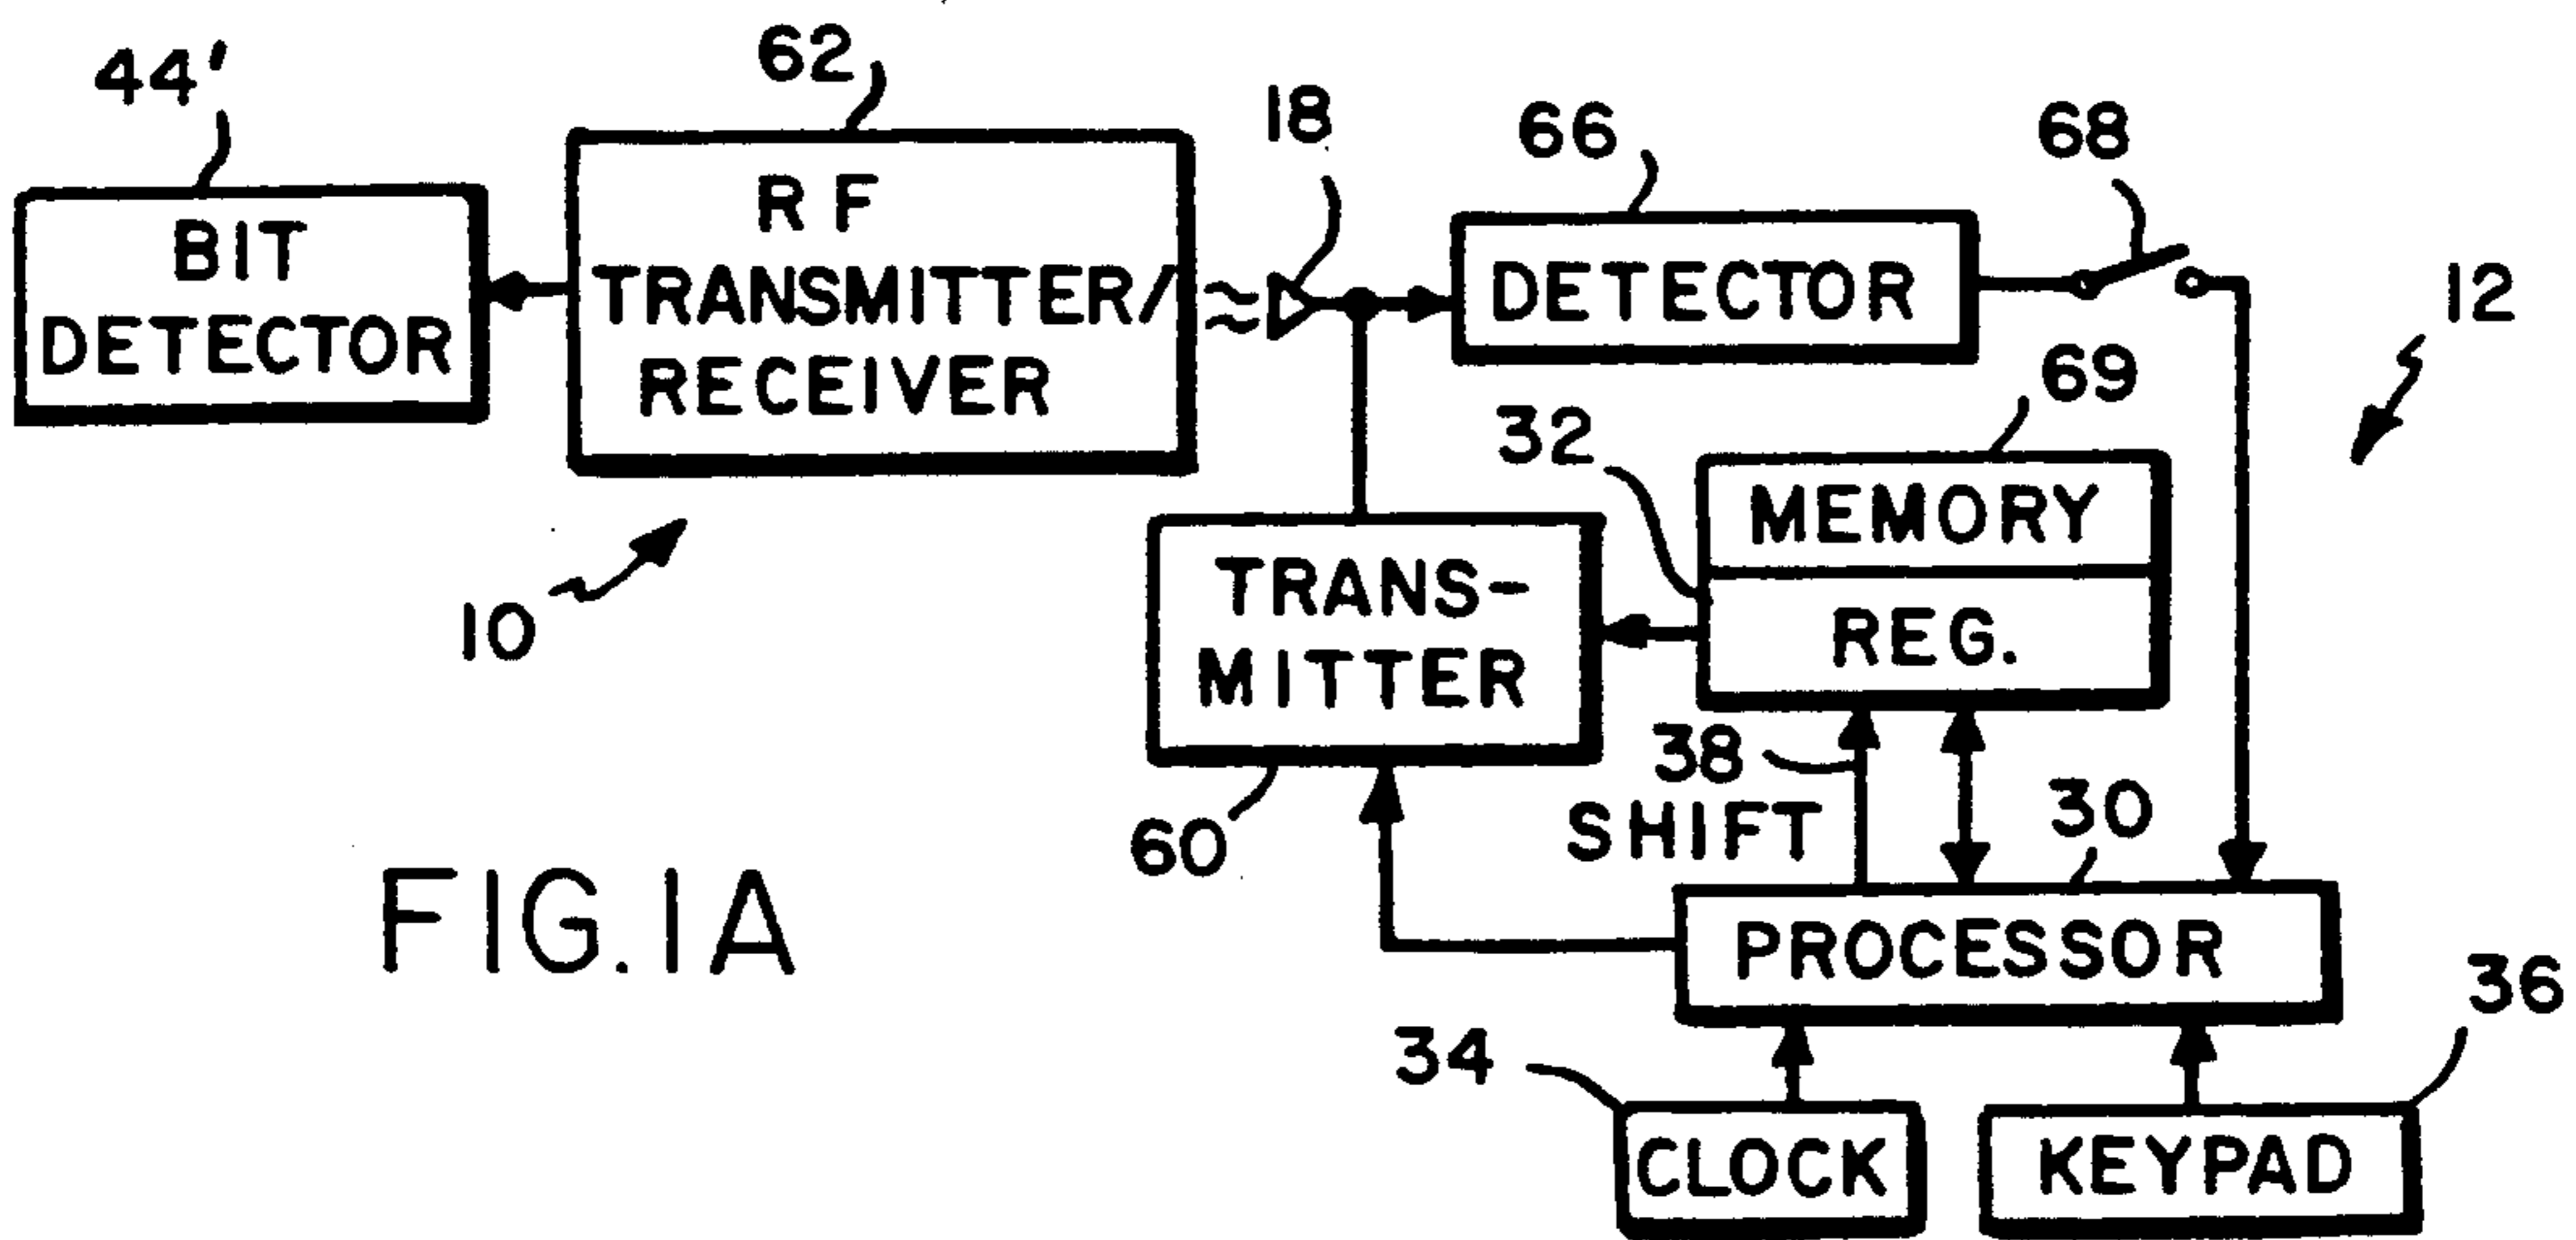 44'
62
18
66
68
BIT
DETECTOR
RF
TRANSMITTER/
RECEIVER
DETECTOR
12
69
32
MEMORY
REG.
TRANS-
MITTER
10
38
SHIFT
30
60
PROCESSOR
FIG. 1A
34
36
CLOCK
KEYPAD